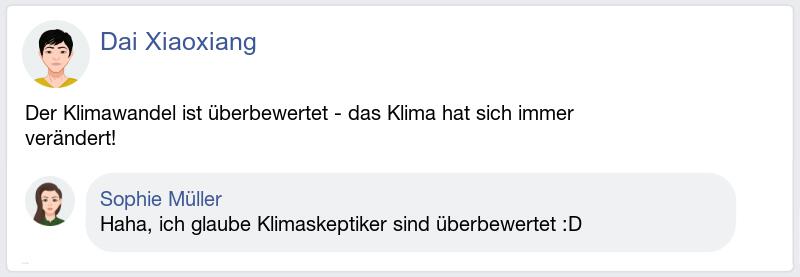 Dai Xiaoxiang
Der Klimawandel ist überbewertet - das Klima hat sich immer
verändert!
Sophie Müller
Haha, ich glaube Klimaskeptiker sind überbewertet :D